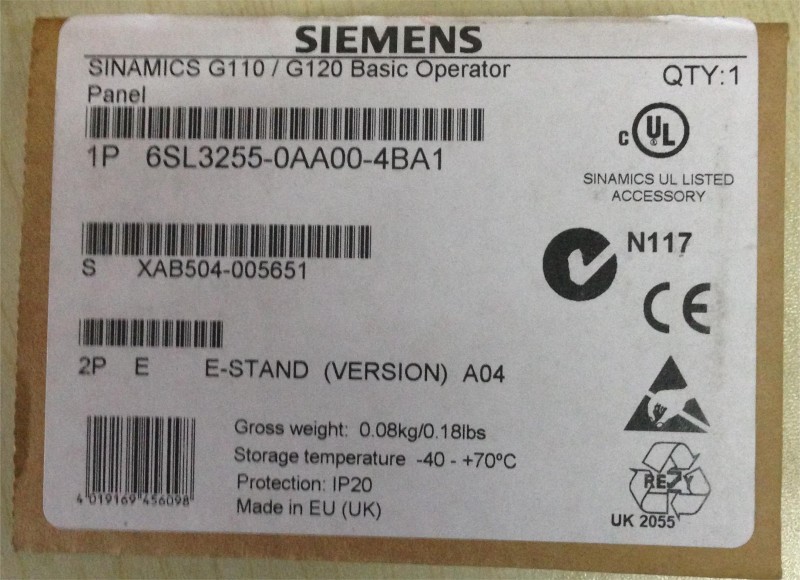 SIEMENS
SINAMICS G110 / G120 Basic Operator
Panel
QTY:1
1P 6SL3255-0AA00-4BA1
C UL
SINAMICS UL LISTED
ACCESSORY
S XAB504-005651
N117
CE
2P E E-STAND (VERSION) A04
Gross weight: 0.08kg/0.18lbs
Storage temperature -40 - +70°C
Protection: IP20
Made in EU (UK)
4 019169 456098
REZY
UK 2055